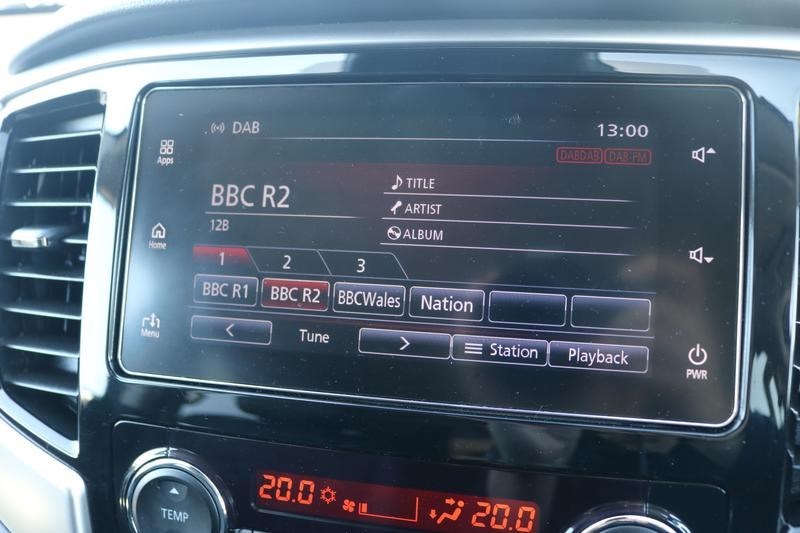 DAB 13:00
Apps
DABDAB DAB-FM
TITLE
BBC R2
ARTIST
12B
ALBUM
Home
1 2 3
BBC R1 BBC R2 BBCWales Nation
Menu
< Tune > Station Playback
PWR
20.0 20.0
TEMP